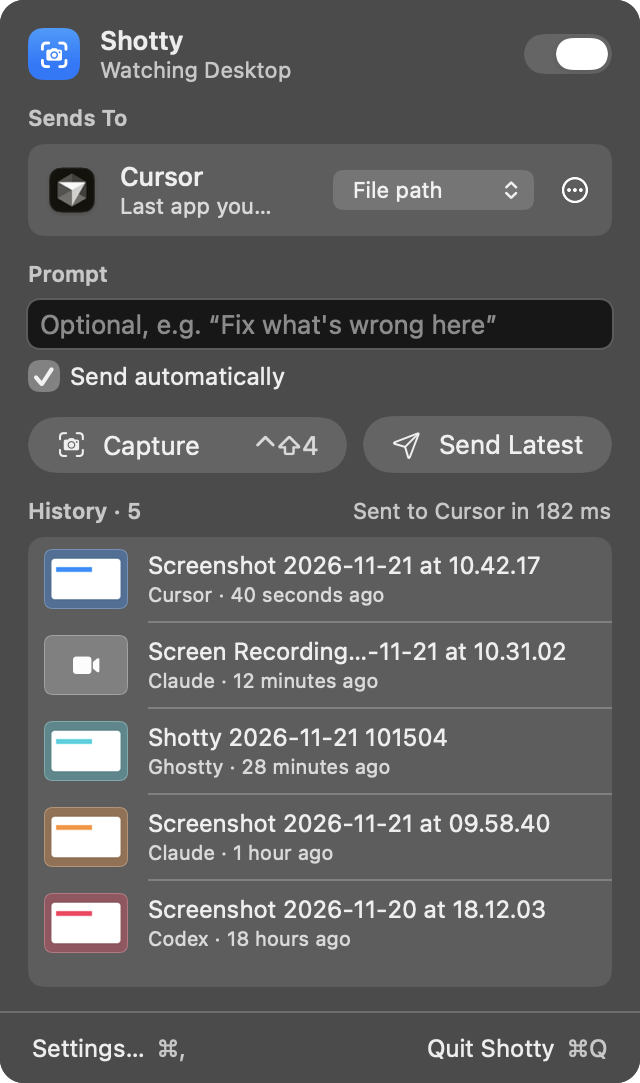 Shotty
Watching Desktop
Sends To
Cursor
Last app you...
File path
Prompt
Optional, e.g. “Fix what's wrong here”
Send automatically
Capture ^⇧4
Send Latest
History · 5
Sent to Cursor in 182 ms
Screenshot 2026-11-21 at 10.42.17
Cursor · 40 seconds ago
Screen Recording...-11-21 at 10.31.02
Claude · 12 minutes ago
Shotty 2026-11-21 101504
Ghostty · 28 minutes ago
Screenshot 2026-11-21 at 09.58.40
Claude · 1 hour ago
Screenshot 2026-11-20 at 18.12.03
Codex · 18 hours ago
Settings... ⌘,
Quit Shotty ⌘Q